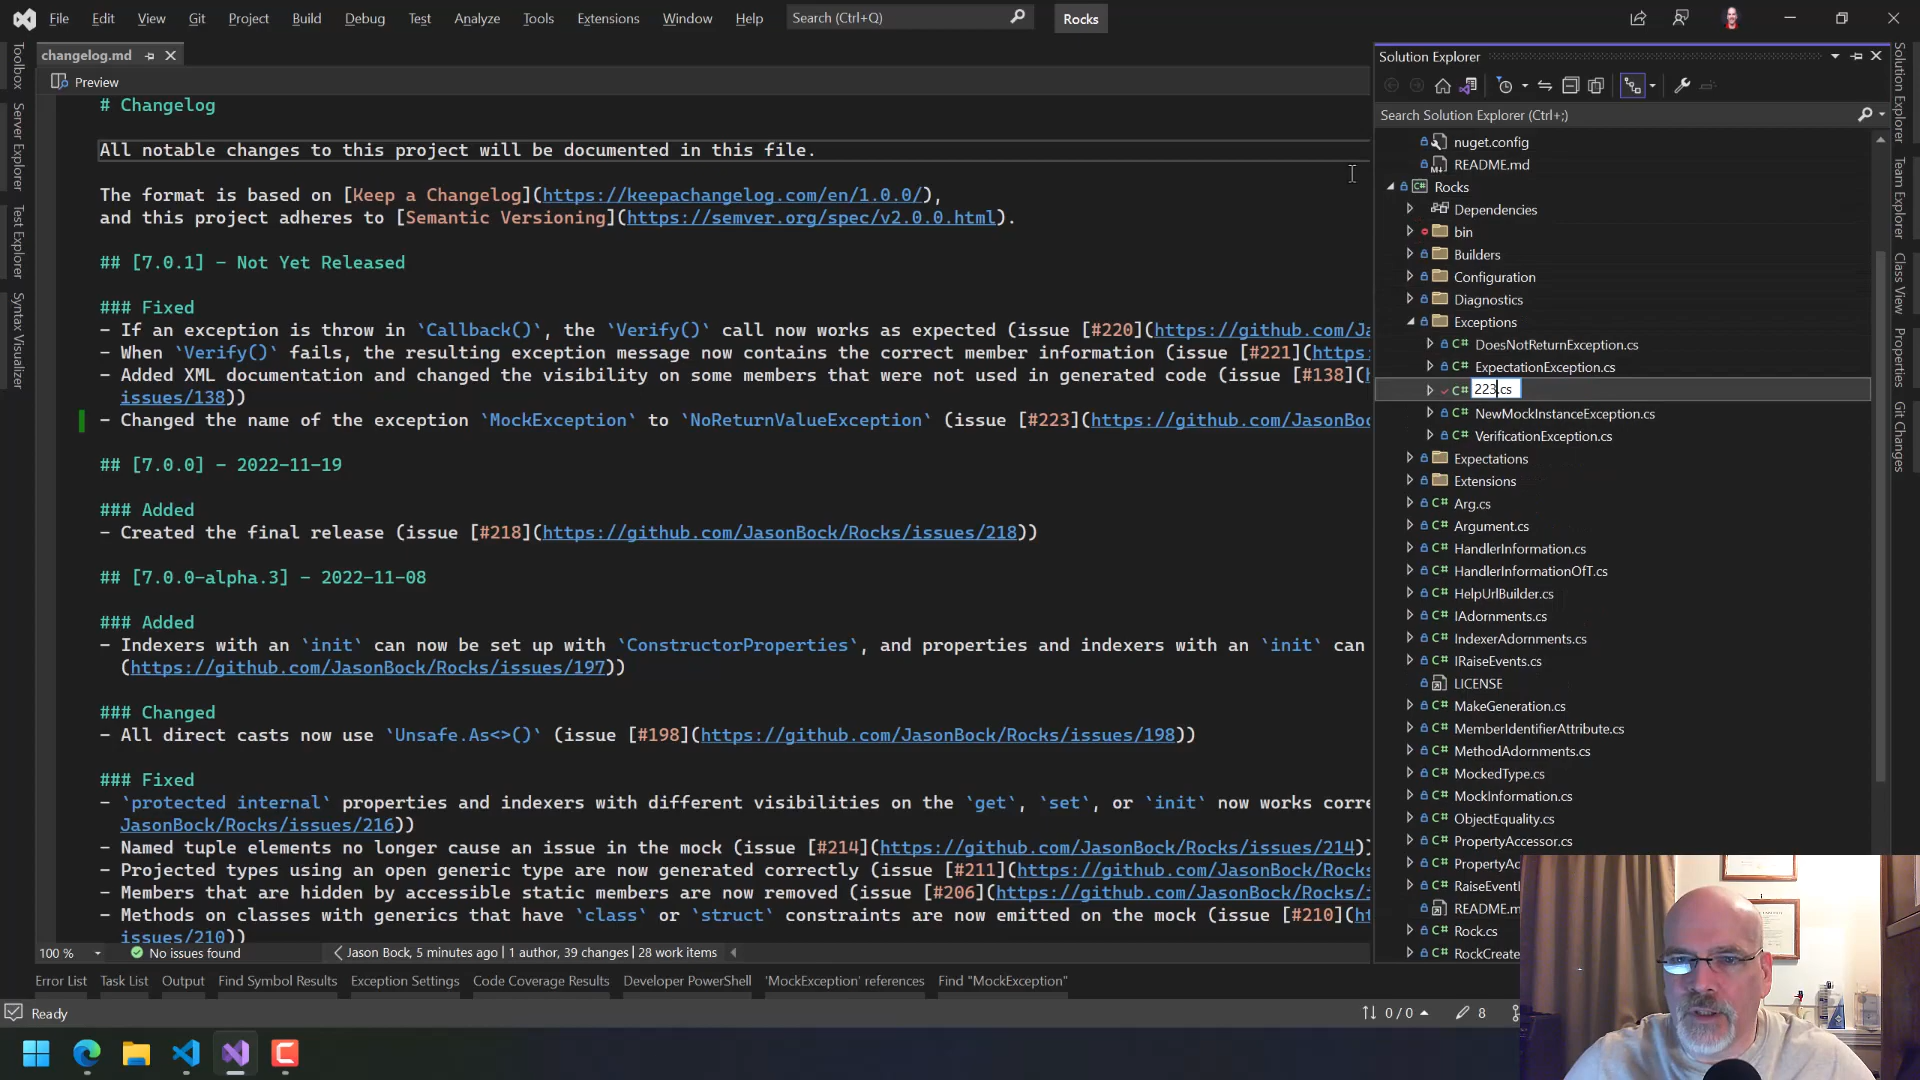 File Edit View Git Project Build Debug Test Analyze Tools Extensions Window Help Search (Ctrl+Q) Rocks
changelog.md
Preview
# Changelog
All notable changes to this project will be documented in this file.
The format is based on [Keep a Changelog](https://keepachangelog.com/en/1.0.0/),
and this project adheres to [Semantic Versioning](https://semver.org/spec/v2.0.0.html).
## [7.0.1] - Not Yet Released
### Fixed
- If an exception is throw in `Callback()`, the `Verify()` call now works as expected (issue [#220](https://github.com/Ja
- When `Verify()` fails, the resulting exception message now contains the correct member information (issue [#221](https:
- Added XML documentation and changed the visibility on some members that were not used in generated code (issue [#138](h
issues/138))
- Changed the name of the exception `MockException` to `NoReturnValueException` (issue [#223](https://github.com/JasonBoc
## [7.0.0] - 2022-11-19
### Added
- Created the final release (issue [#218](https://github.com/JasonBock/Rocks/issues/218))
## [7.0.0-alpha.3] - 2022-11-08
### Added
- Indexers with an `init` can now be set up with `ConstructorProperties`, and properties and indexers with an `init` can
(https://github.com/JasonBock/Rocks/issues/197))
### Changed
- All direct casts now use `Unsafe.As<>()` (issue [#198](https://github.com/JasonBock/Rocks/issues/198))
### Fixed
- `protected internal` properties and indexers with different visibilities on the `get`, `set`, or `init` now works corre
JasonBock/Rocks/issues/216))
- Named tuple elements no longer cause an issue in the mock (issue [#214](https://github.com/JasonBock/Rocks/issues/214))
- Projected types using an open generic type are now generated correctly (issue [#211](https://github.com/JasonBock/Rocks
- Members that are hidden by accessible static members are now removed (issue [#206](https://github.com/JasonBock/Rocks/i
- Methods on classes with generics that have `class` or `struct` constraints are now emitted on the mock (issue [#210](ht
issues/210))
100 % No issues found Jason Bock, 5 minutes ago | 1 author, 39 changes | 28 work items
Error List Task List Output Find Symbol Results Exception Settings Code Coverage Results Developer PowerShell 'MockException' references Find "MockException"
Ready 0 / 0 8
Toolbox
Server Explorer
Test Explorer
Syntax Visualizer
Solution Explorer
Search Solution Explorer (Ctrl+;)
nuget.config
README.md
Rocks
Dependencies
bin
Builders
Configuration
Diagnostics
Exceptions
C# DoesNotReturnException.cs
C# ExpectationException.cs
C# 223.cs
C# NewMockInstanceException.cs
C# VerificationException.cs
Expectations
Extensions
C# Arg.cs
C# Argument.cs
C# HandlerInformation.cs
C# HandlerInformationOfT.cs
C# HelpUrlBuilder.cs
C# IAdornments.cs
C# IndexerAdornments.cs
C# IRaiseEvents.cs
LICENSE
C# MakeGeneration.cs
C# MemberIdentifierAttribute.cs
C# MethodAdornments.cs
C# MockedType.cs
C# MockInformation.cs
C# ObjectEquality.cs
C# PropertyAccessor.cs
C# PropertyAc
C# RaiseEventI
README.m
C# Rock.cs
C# RockCreate
Solution Explorer
Team Explorer
Class View
Properties
Git Changes